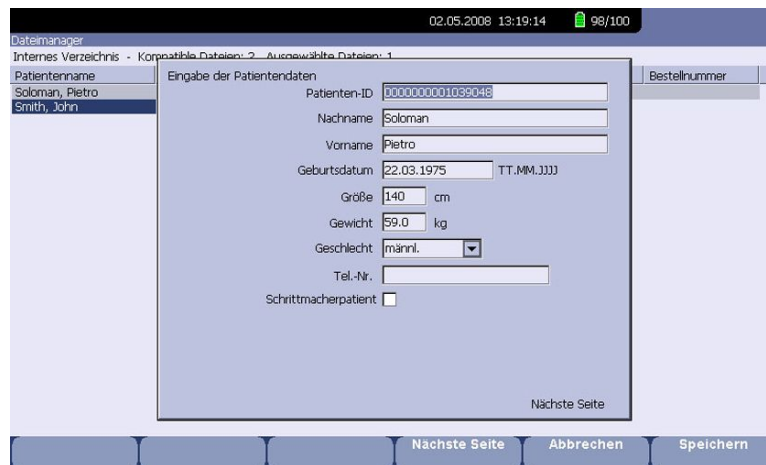 02.05.2008 13:19:14 98/100
Dateimanager
Internes Verzeichnis - Kompatible Dateien: 2 Ausgewählte Dateien: 1
Patientenname
Bestellnummer
Soloman, Pietro
Smith, John
Eingabe der Patientendaten
Patienten-ID 0000000001039048
Nachname Soloman
Vorname Pietro
Geburtsdatum 22.03.1975 TT.MM.JJJJ
Größe 140 cm
Gewicht 59.0 kg
Geschlecht männl.
Tel.-Nr.
Schrittmacherpatient
Nächste Seite
Nächste Seite Abbrechen Speichern